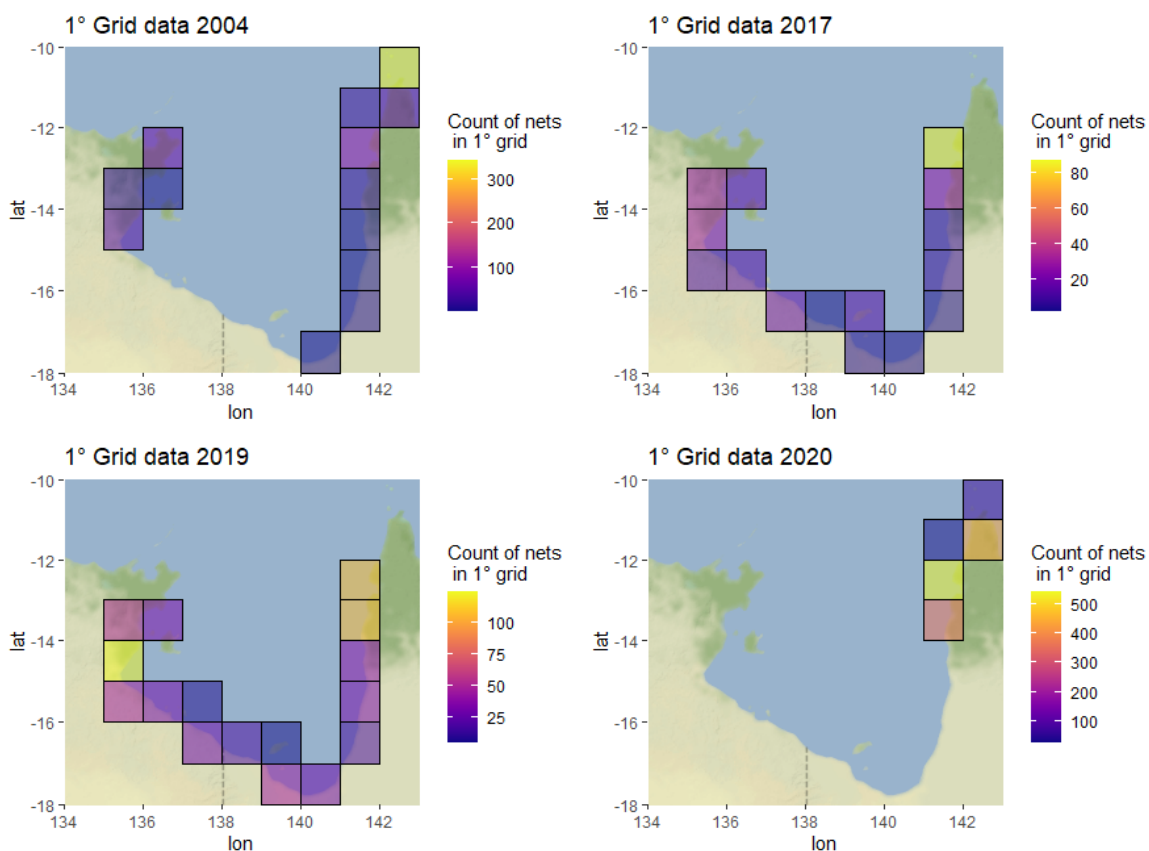 1° Grid data 2004
-10
-12
-14
-16
-18
lat
134 136 138 140 142
lon
Count of nets
in 1° grid
300
200
100
1° Grid data 2017
-10
-12
-14
-16
-18
lat
134 136 138 140 142
lon
Count of nets
in 1° grid
80
60
40
20
1° Grid data 2019
-10
-12
-14
-16
-18
lat
134 136 138 140 142
lon
Count of nets
in 1° grid
100
75
50
25
1° Grid data 2020
-10
-12
-14
-16
-18
lat
134 136 138 140 142
lon
Count of nets
in 1° grid
500
400
300
200
100